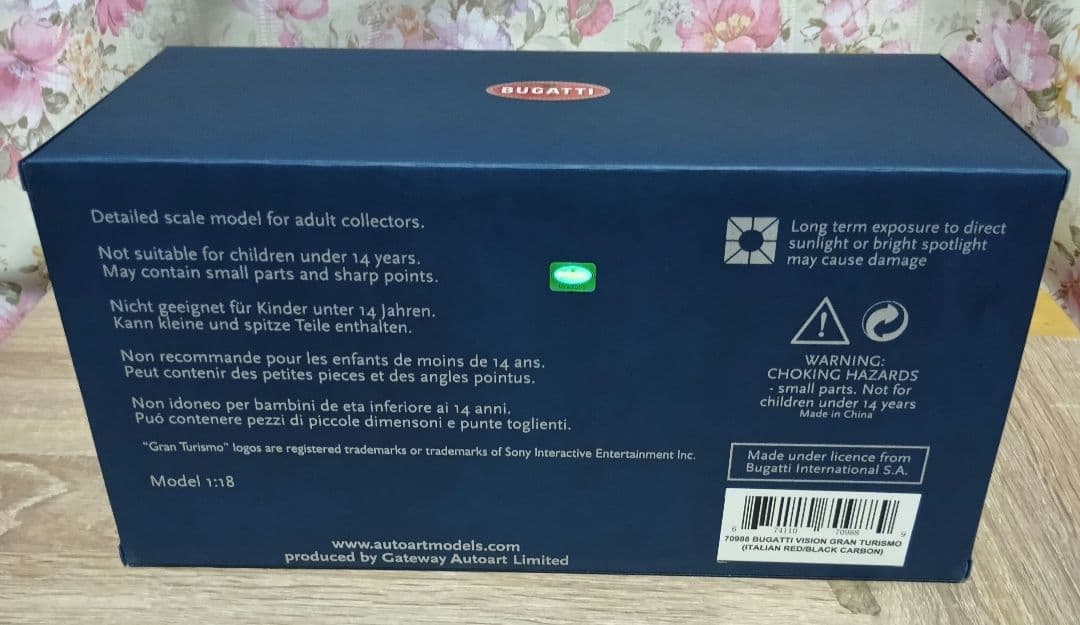 BUGATTI
Detailed scale model for adult collectors.
Not suitable for children under 14 years.
May contain small parts and sharp points.
Nicht geeignet für Kinder unter 14 Jahren.
Kann kleine und spitze Teile enthalten.
Non recommande pour les enfants de moins de 14 ans.
Peut contenir des petites pieces et des angles pointus.
Non idoneo per bambini de eta inferiore ai 14 anni.
Puó contenere pezzi di piccole dimensoni e punte toglienti.
"Gran Turismo" logos are registered trademarks or trademarks of Sony Interactive Entertainment Inc.
Model 1:18
www.autoartmodels.com
produced by Gateway Autoart Limited
Long term exposure to direct
sunlight or bright spotlight
may cause damage
WARNING:
CHOKING HAZARDS
- small parts. Not for
children under 14 years
Made in China
Made under licence from
Bugatti International S.A.
6 74110 70988 9
70988 BUGATTI VISION GRAN TURISMO
(ITALIAN RED/BLACK CARBON)